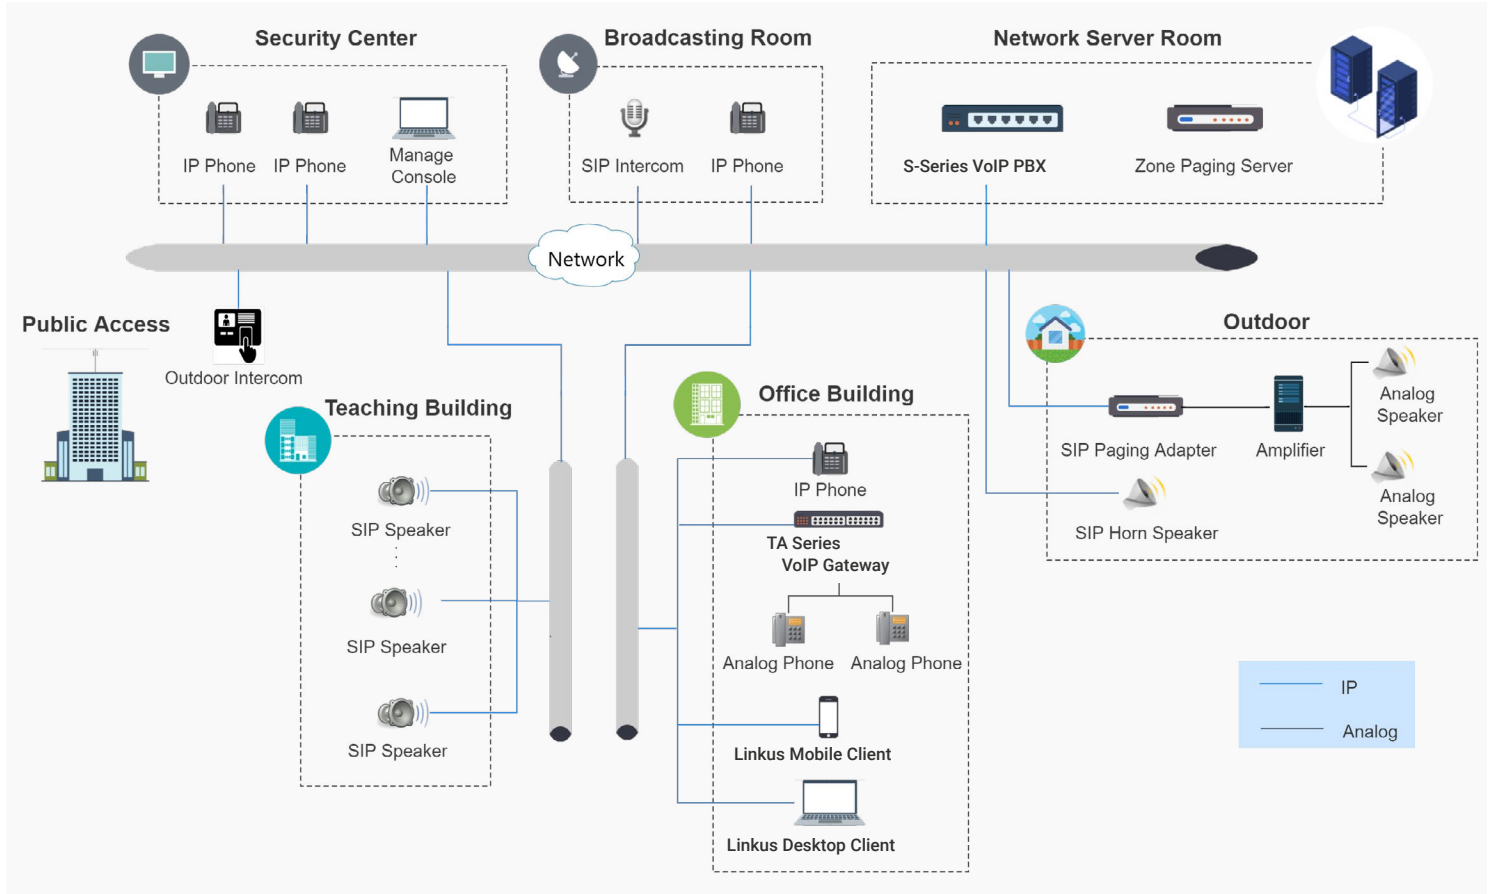 Security Center
IP Phone
IP Phone
Manage
Console
Broadcasting Room
SIP Intercom
IP Phone
Network Server Room
S-Series VoIP PBX
Zone Paging Server
Network
Public Access
Outdoor Intercom
Teaching Building
SIP Speaker
SIP Speaker
SIP Speaker
Office Building
IP Phone
TA Series
VoIP Gateway
Analog Phone
Analog Phone
Linkus Mobile Client
Linkus Desktop Client
Outdoor
SIP Paging Adapter
Amplifier
Analog
Speaker
Analog
Speaker
SIP Horn Speaker
IP
Analog